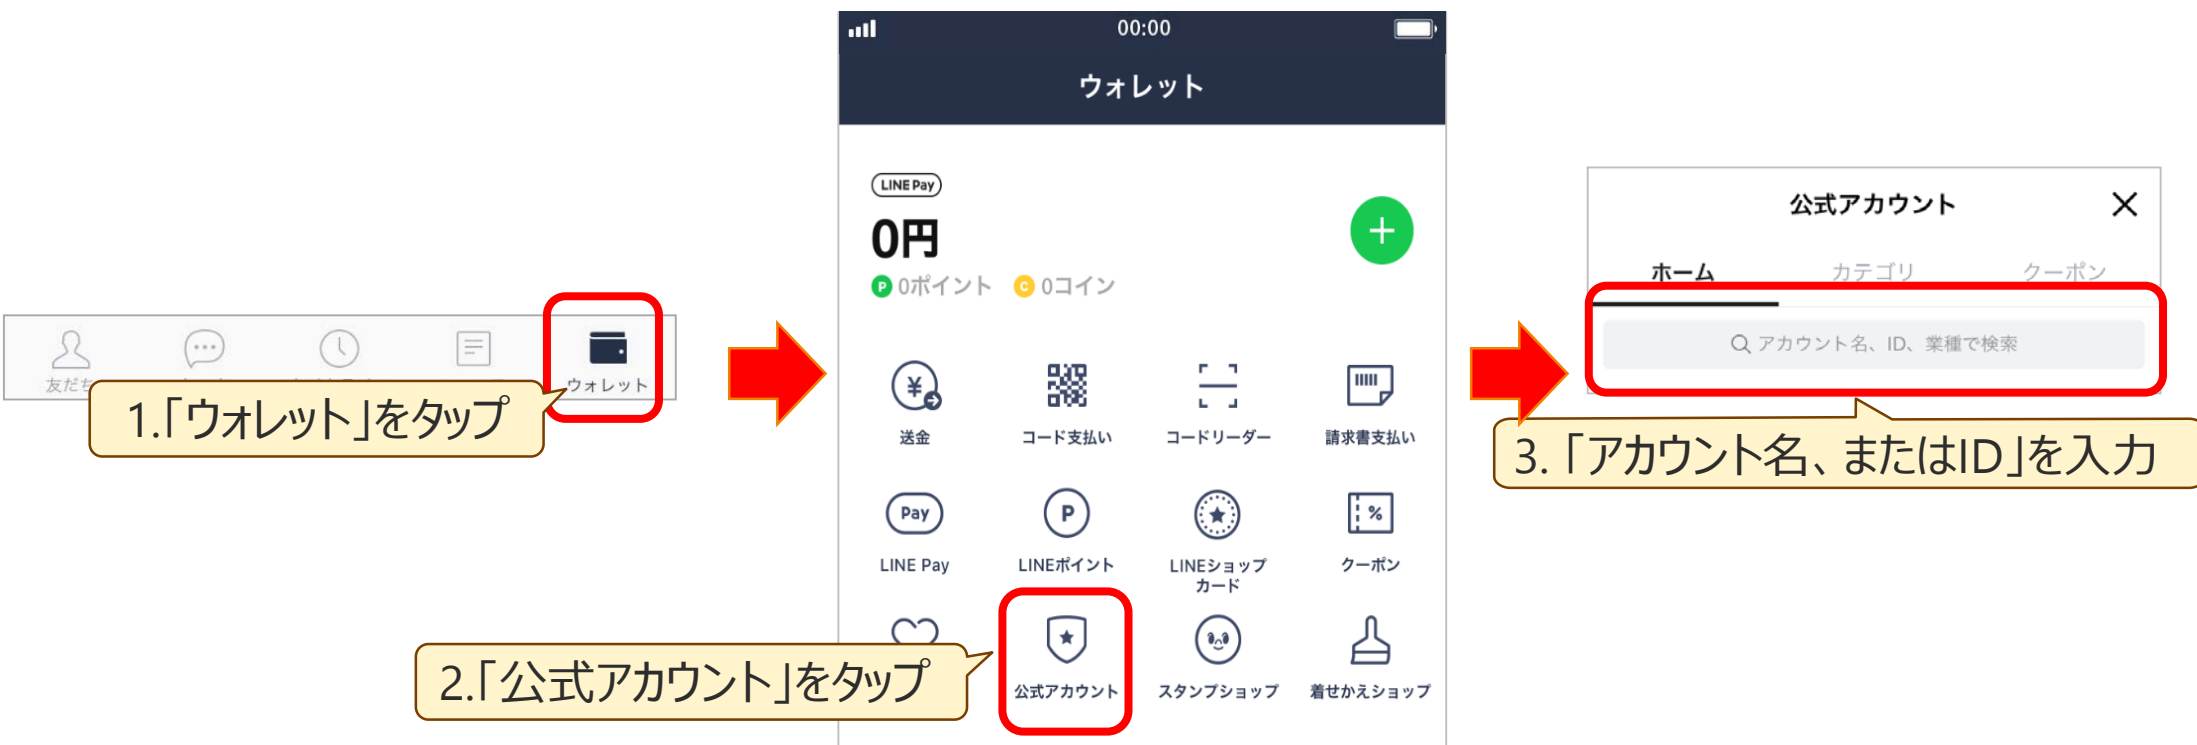 友だち
ウォレット
1.「ウォレット」をタップ
00:00
ウォレット
LINE Pay
0円
P 0ポイント C 0コイン
送金
コード支払い
コードリーダー
請求書支払い
Pay
P
%
LINE Pay
LINEポイント
LINEショップ
カード
クーポン
2.「公式アカウント」をタップ
公式アカウント
スタンプショップ
着せかえショップ
公式アカウント
ホーム
カテゴリ
クーポン
アカウント名、ID、業種で検索
3.「アカウント名、またはID」を入力